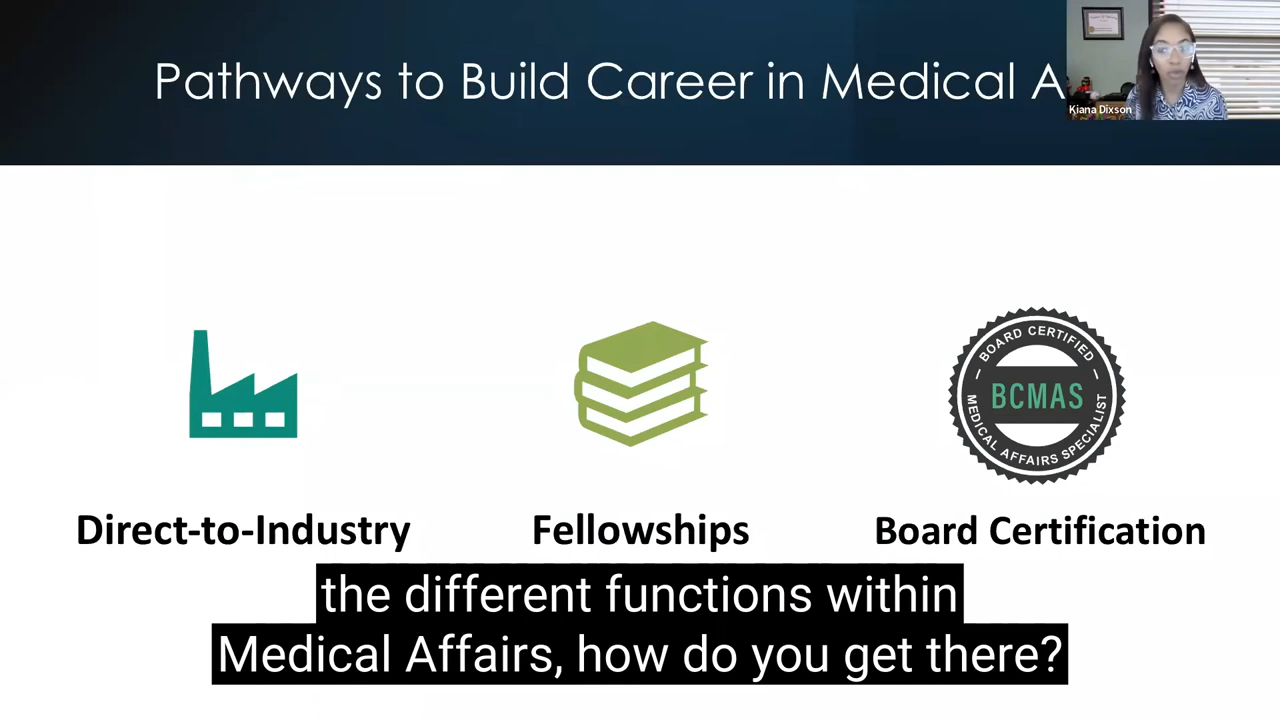 Pathways to Build Career in Medical A
Kiana Dixson
BOARD CERTIFIED
BCMAS
MEDICAL AFFAIRS SPECIALIST
Direct-to-Industry
Fellowships
Board Certification
the different functions within
Medical Affairs, how do you get there?